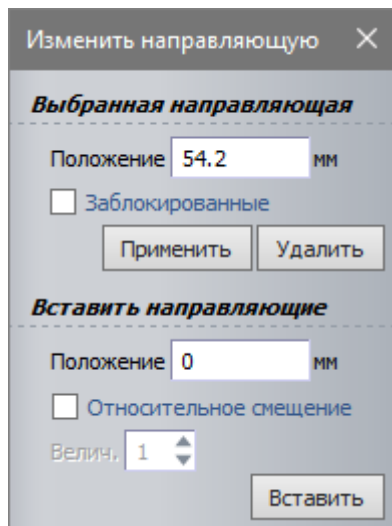 Изменить направляющую
Выбранная направляющая
Положение 54.2 мм
Заблокированные
Применить Удалить
Вставить направляющие
Положение 0 мм
Относительное смещение
Велич. 1
Вставить